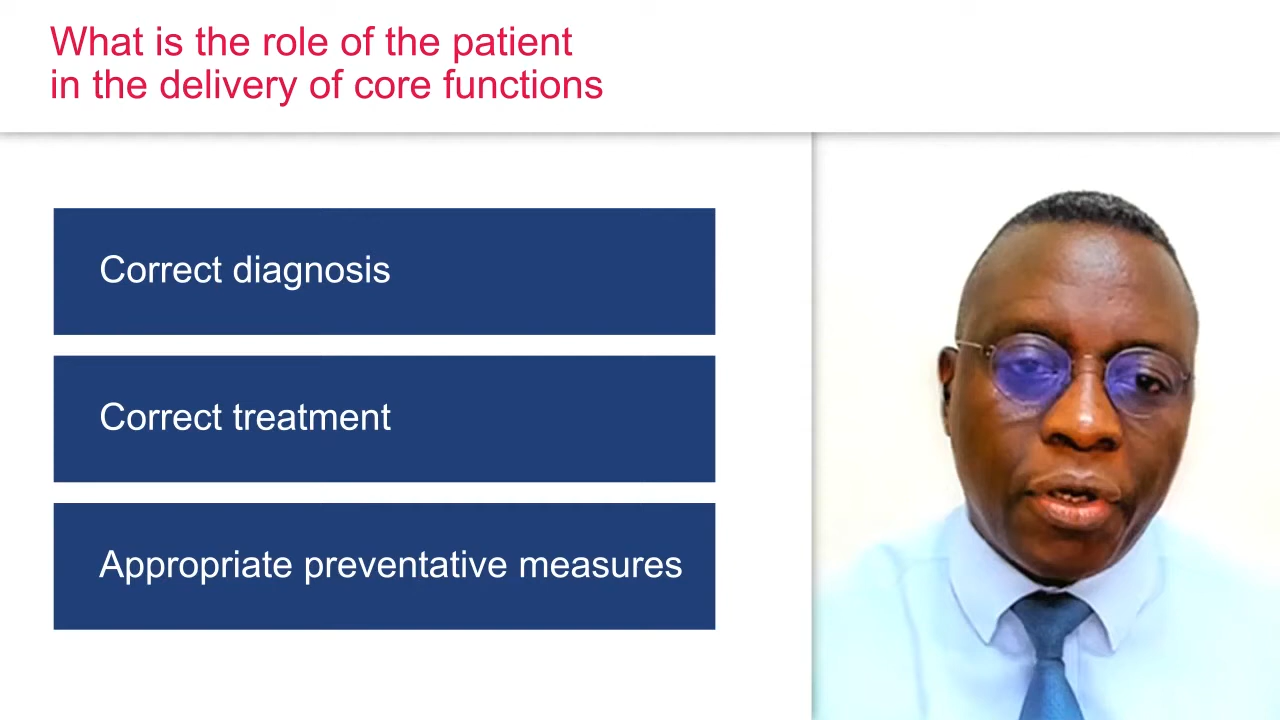 What is the role of the patient
in the delivery of core functions
Correct diagnosis
Correct treatment
Appropriate preventative measures